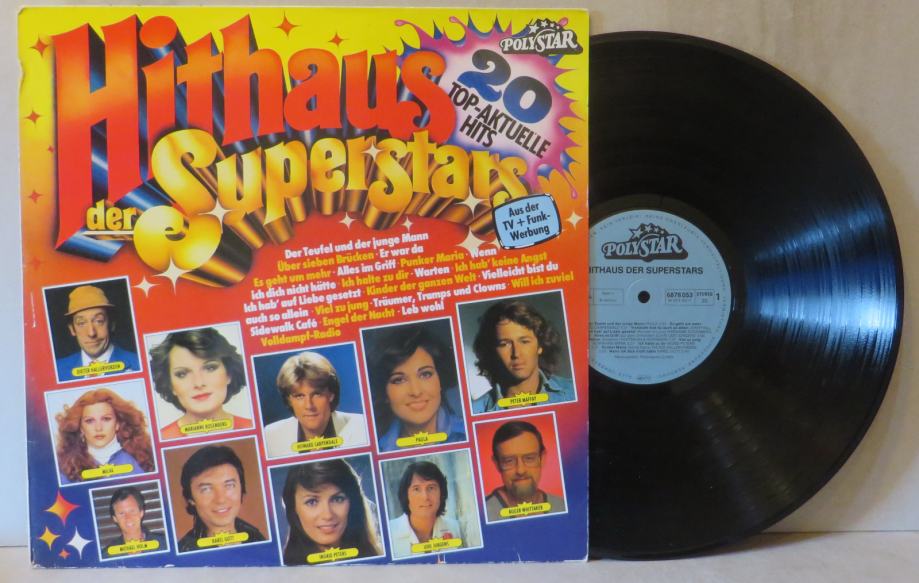 Hithaus
der Superstars
POLYSTAR
20
TOP-AKTUELLE
HITS
Aus der
TV + Funk-
Werbung
Der Teufel und der junge Mann
Über sieben Brücken · Er war da
Es geht um mehr · Alles im Griff · Punker Maria · Wenn
ich dich nicht hätte · Ich halte zu dir · Warten · Ich hab' keine Angst
Ich hab' auf Liebe gesetzt · Kinder der ganzen Welt · Vielleicht bist du
auch so allein · Viel zu jung · Träumer, Tramps und Clowns · Will ich zuviel
Sidewalk Café · Engel der Nacht · Leb wohl
Volldampf-Radio
DIETER HALLERVORDEN
MARIANNE ROSENBERG
HOWARD CARPENDALE
PAOLA
PETER MAFFAY
MILVA
MICHAEL HOLM
KAREL GOTT
INGRID PETERS
UDO JÜRGENS
ROGER WHITTAKER
POLYSTAR
HITHAUS DER SUPERSTARS
6878 053
STEREO
33
1